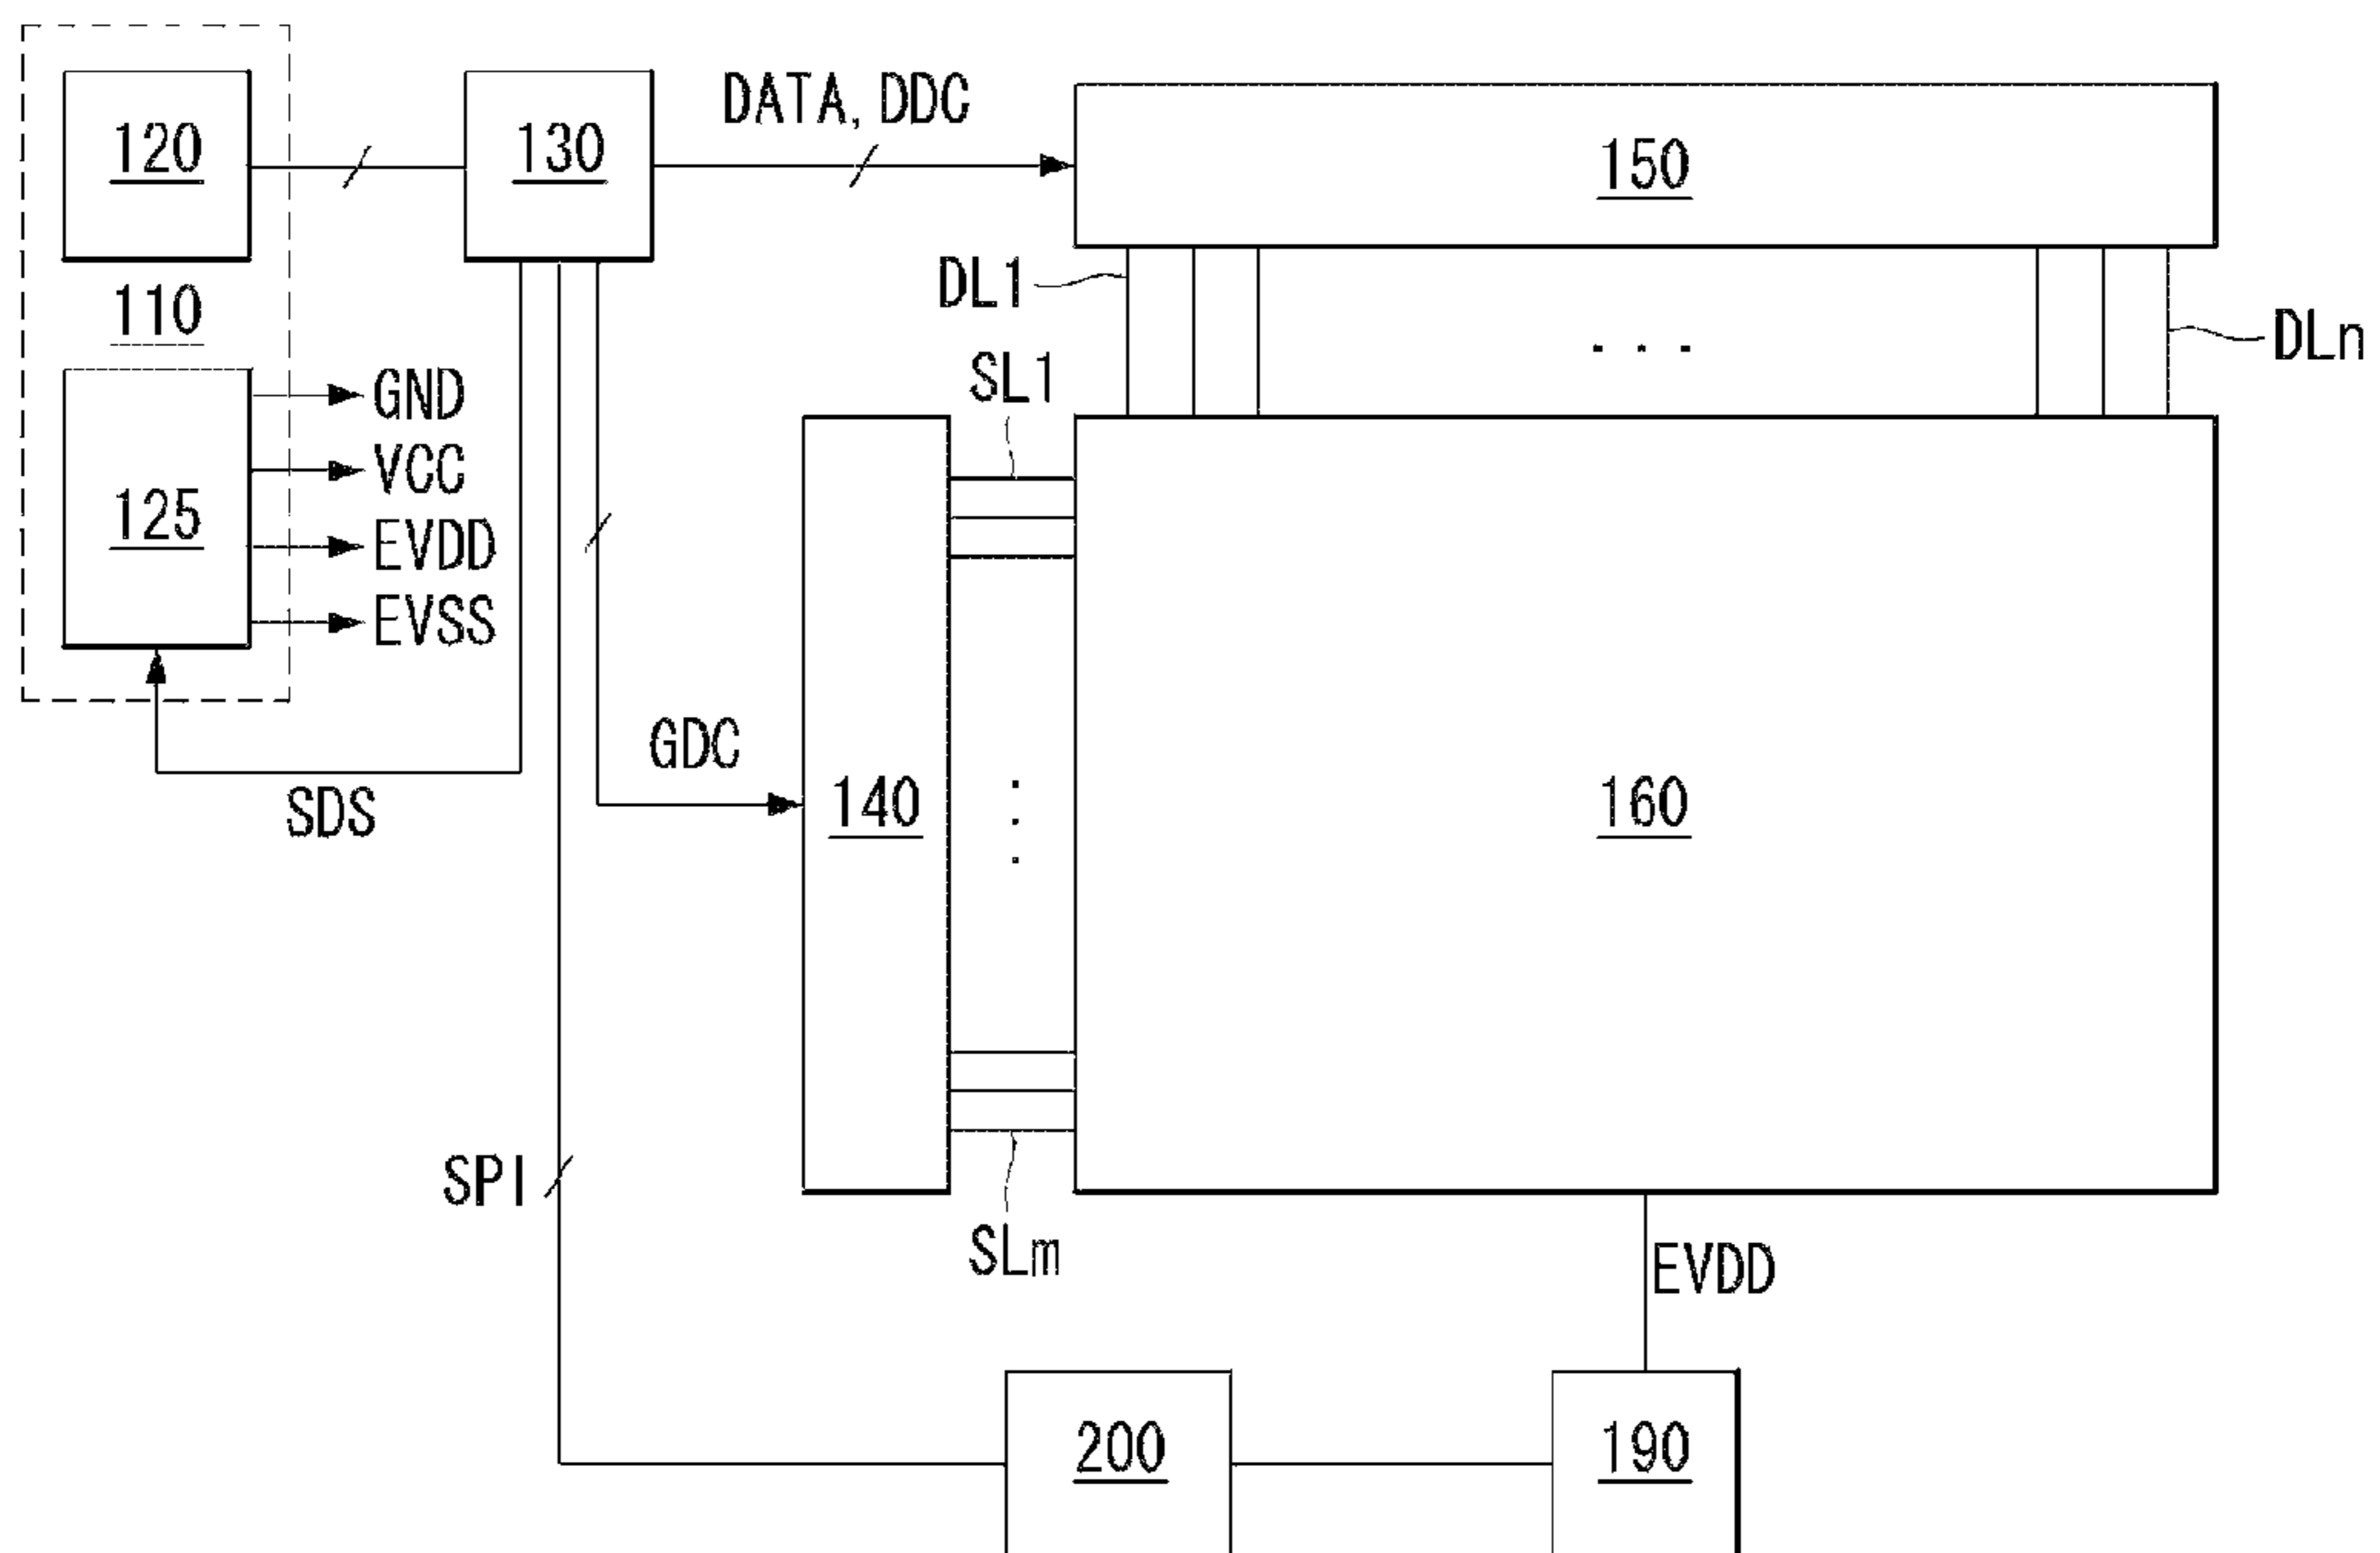 120
130
DATA, DDC
150
110
DL1
DLn
SL1
GND
VCC
125
EVDD
EVSS
GDC
SDS
140
160
SPI
SLm
EVDD
200
190